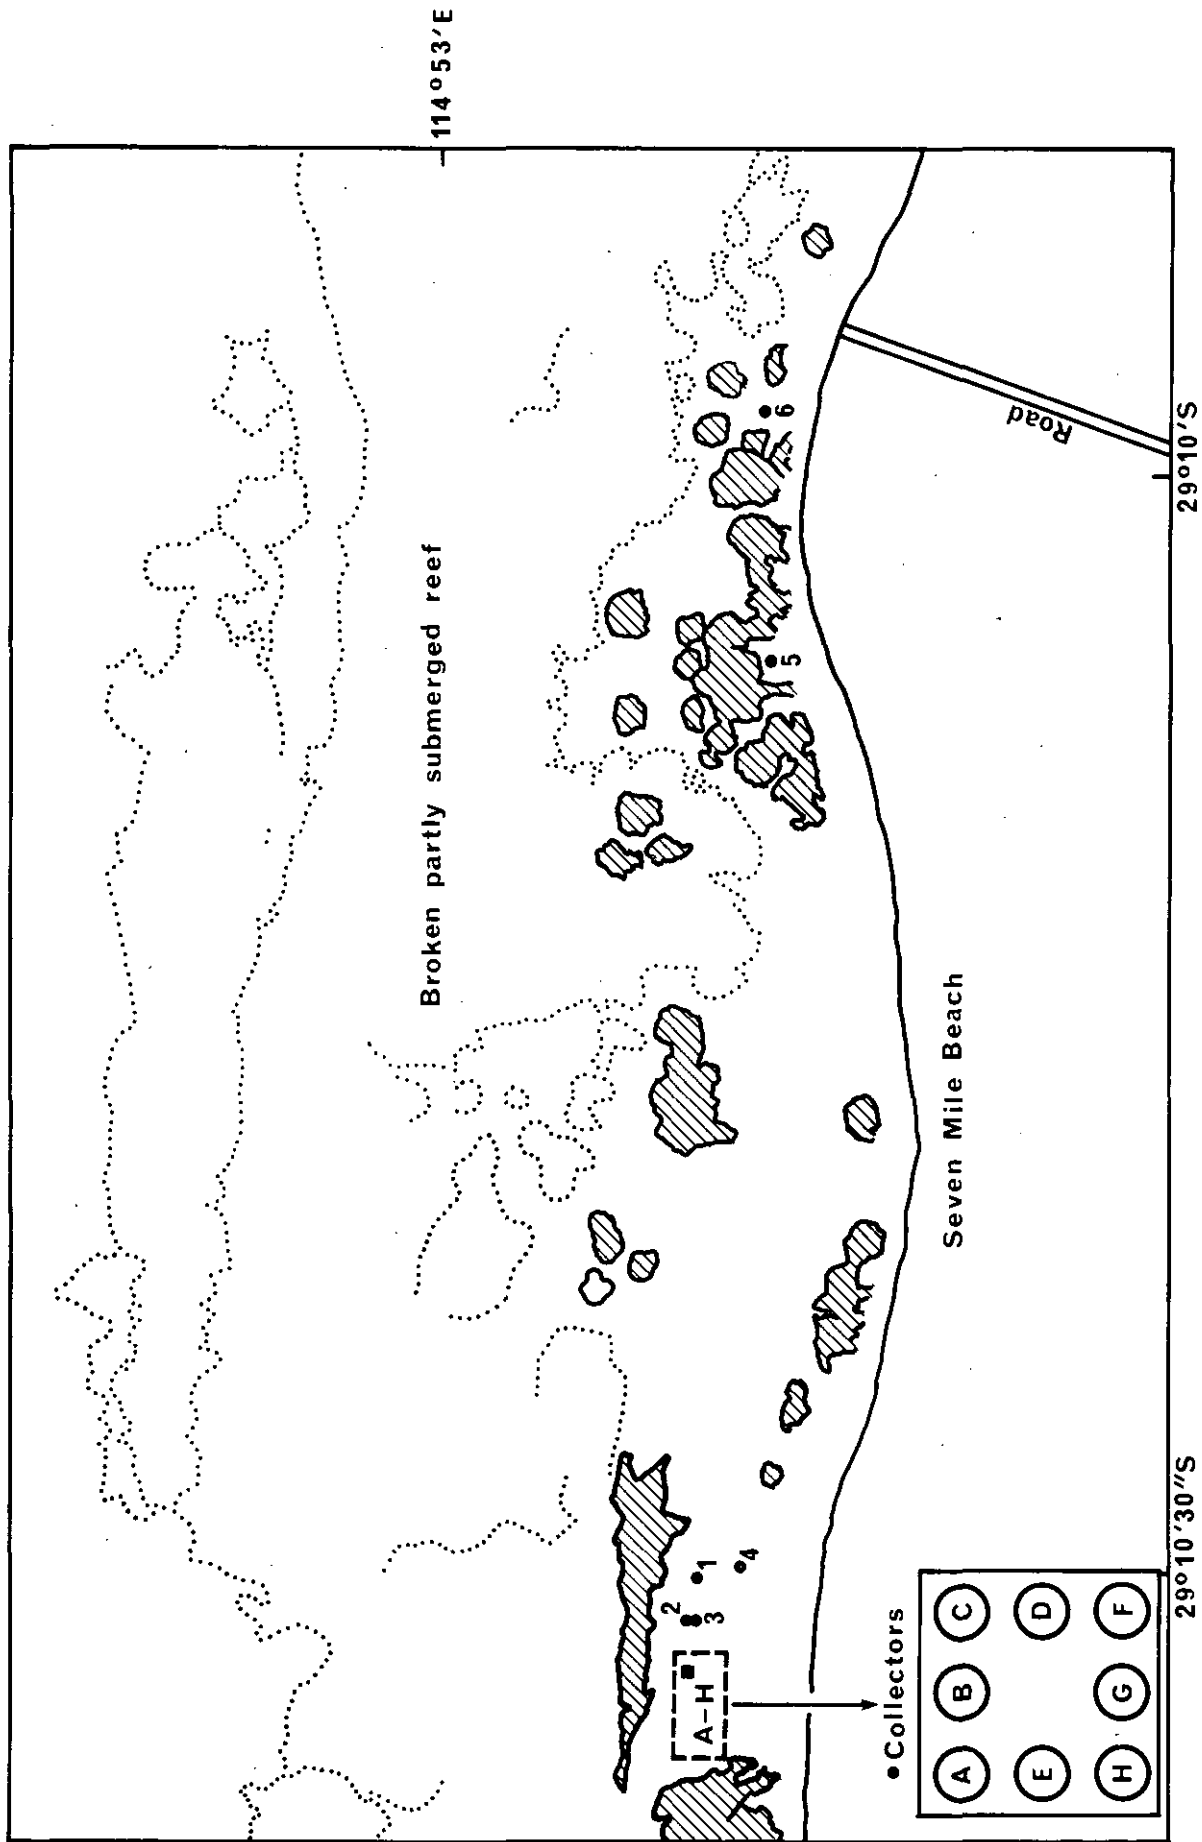 114°53'E
Broken partly submerged reef
6
Road
29°10'S
5
Seven Mile Beach
1
4
2
3
A-H
29°10'30"S
Collectors
A B C
E D
H G F